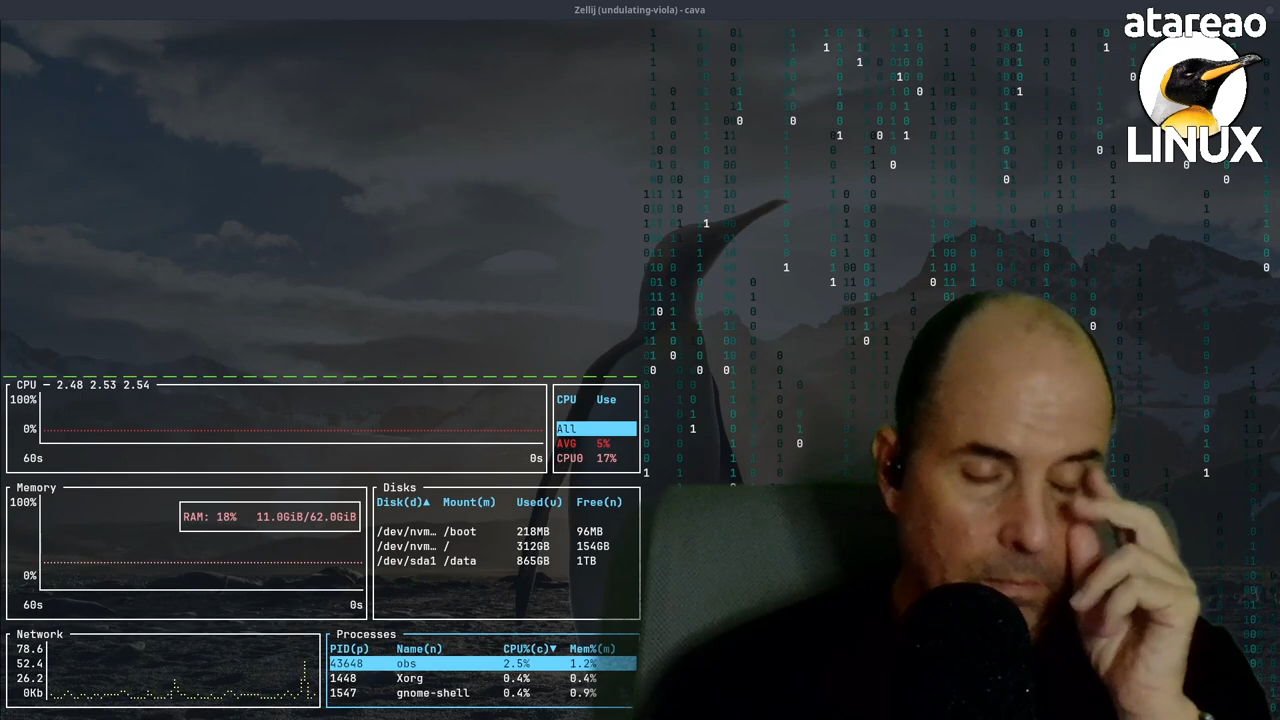 Zellij (undulating-viola) - cava
atareao
LINUX
CPU — 2.48 2.53 2.54
100%
0%
60s 0s
CPU Use
All
AVG 5%
CPU0 17%
Memory
100%
RAM: 18% 11.0GiB/62.0GiB
0%
60s 0s
Disks
Disk(d)▲ Mount(m) Used(u) Free(n)
/dev/nvm… /boot 218MB 96MB
/dev/nvm… / 312GB 154GB
/dev/sda1 /data 865GB 1TB
Network
78.6
52.4
26.2
0Kb
Processes
PID(p) Name(n) CPU%(c)▼ Mem%(m)
43648 obs 2.5% 1.2%
1448 Xorg 0.4% 0.4%
1547 gnome-shell 0.4% 0.9%